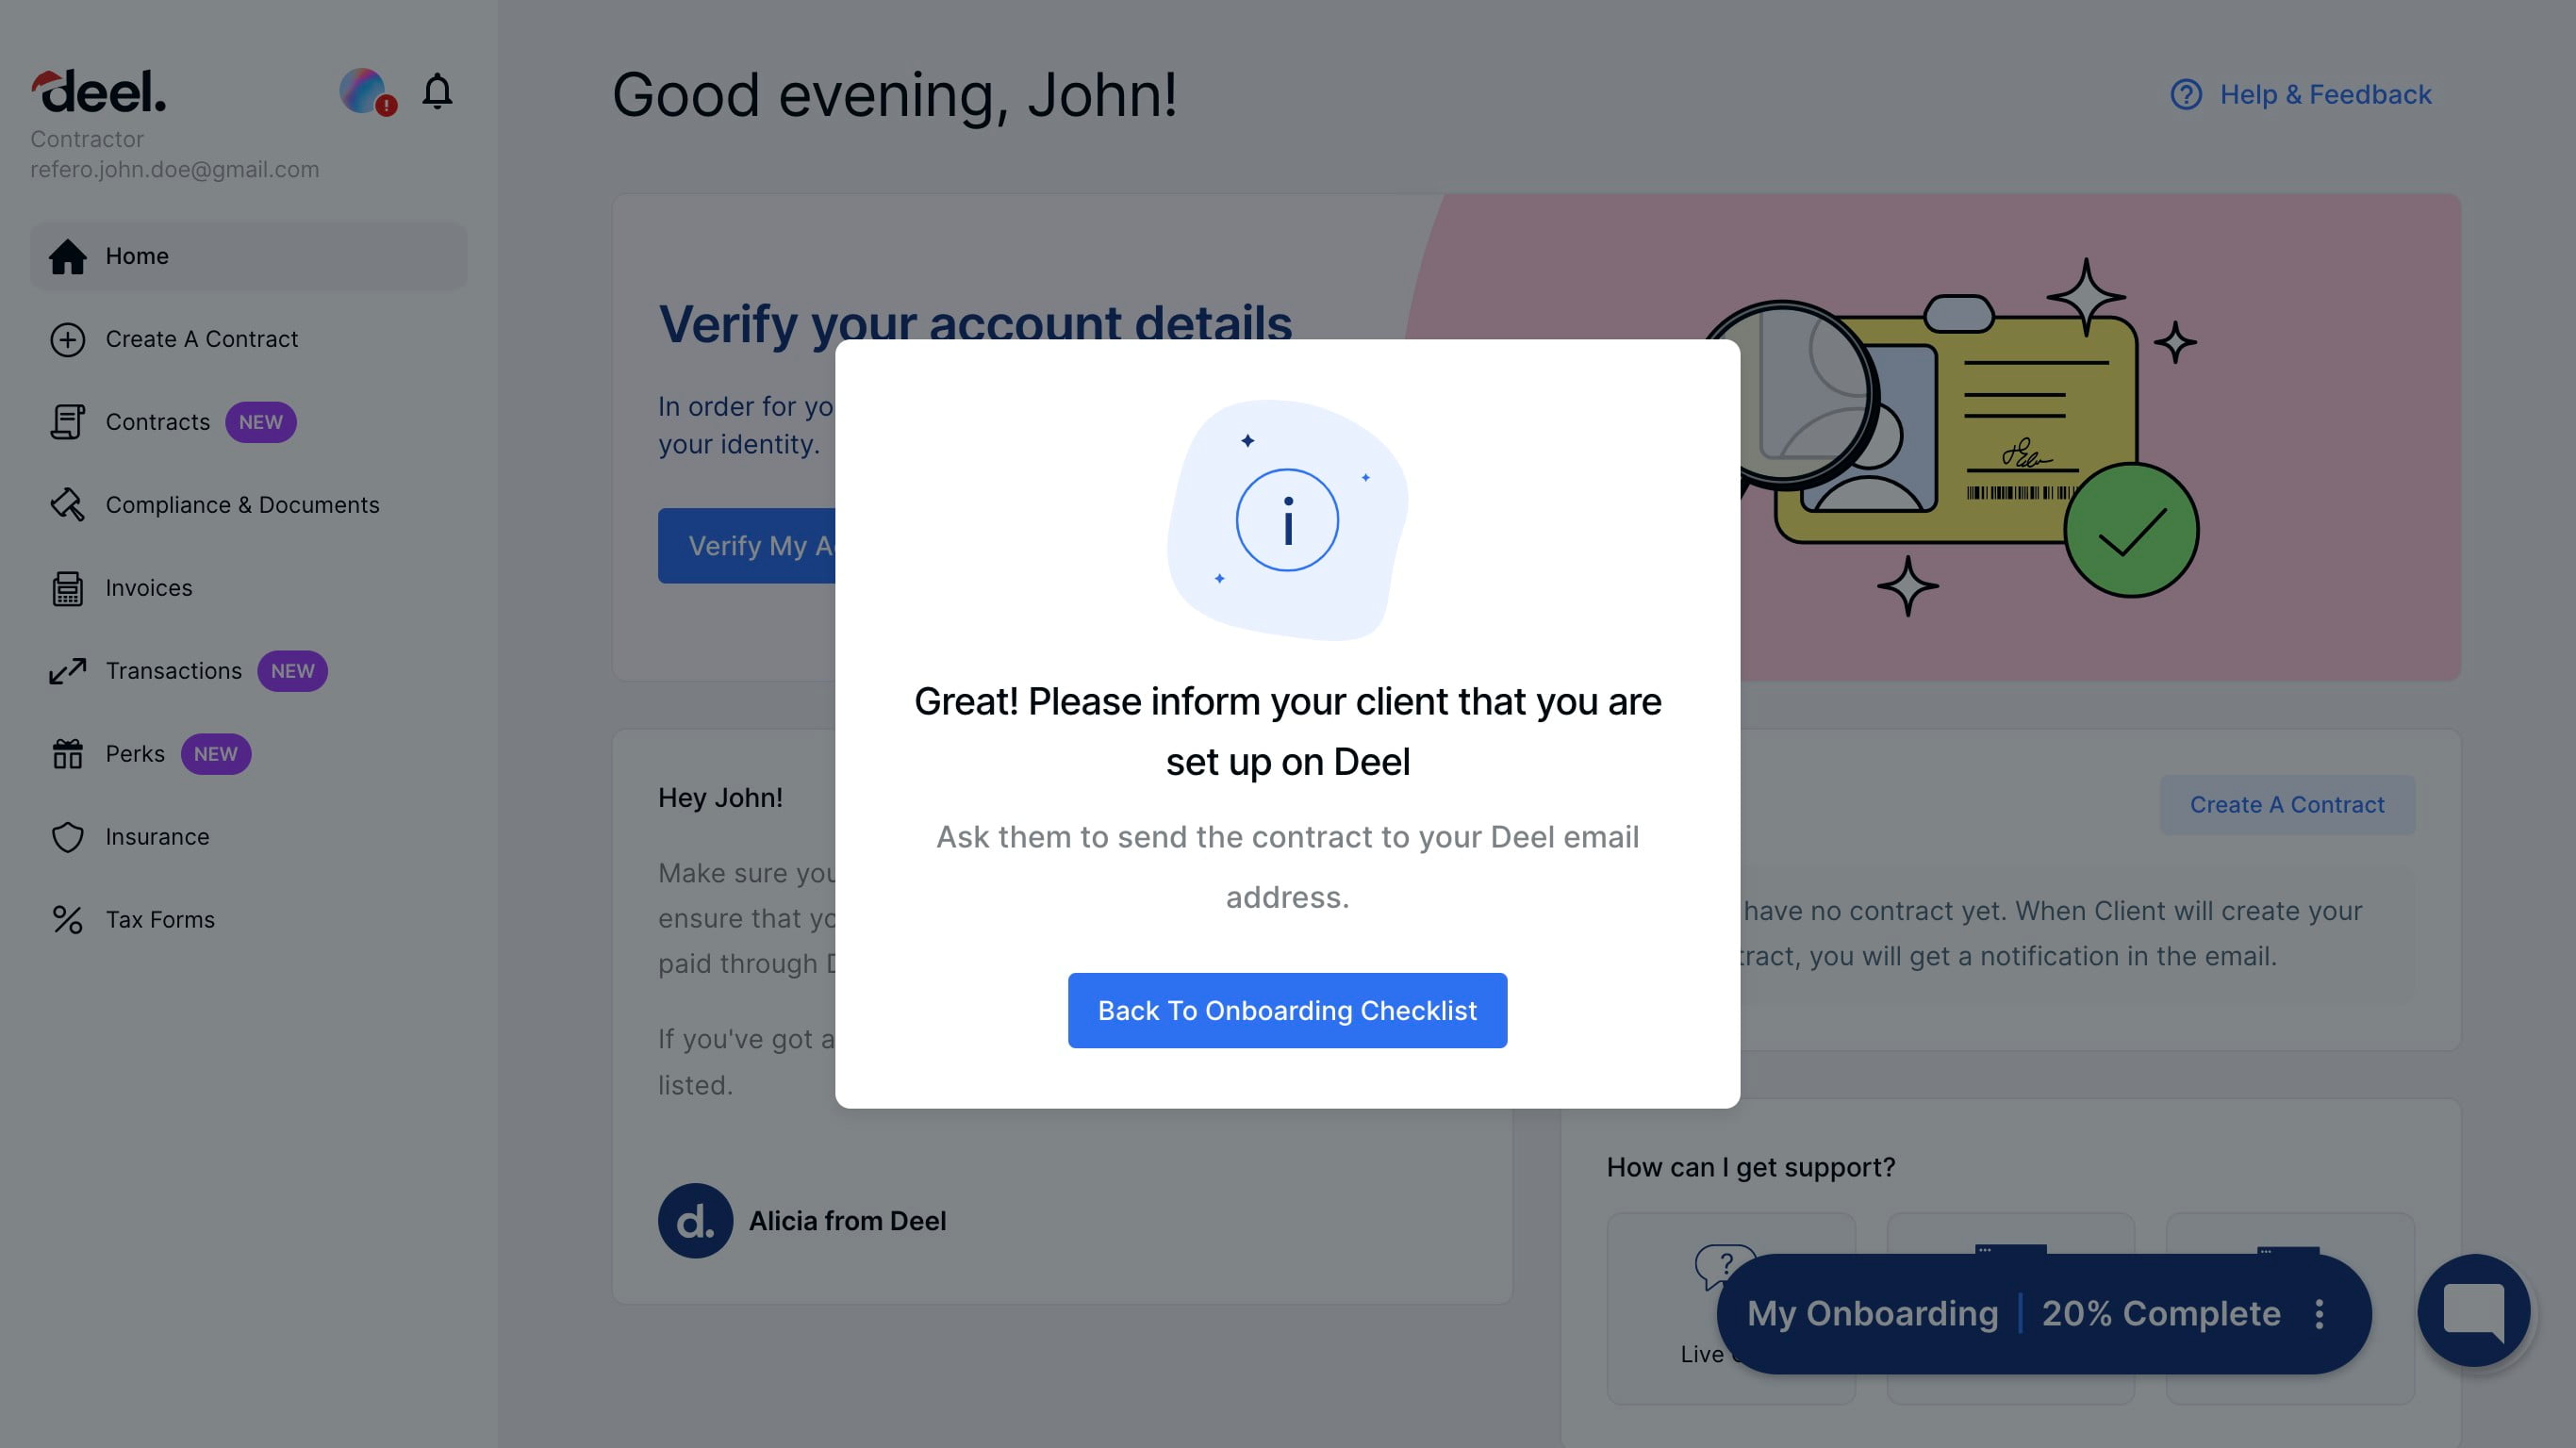 deel.
Contractor
refero.john.doe@gmail.com
Home
Create A Contract
Contracts NEW
Compliance & Documents
Invoices
Transactions NEW
Perks NEW
Insurance
Tax Forms
Good evening, John!
Help & Feedback
Verify your account details
In order for yo
your identity.
Verify My A
Great! Please inform your client that you are
set up on Deel
Ask them to send the contract to your Deel email
address.
Back To Onboarding Checklist
Hey John!
Make sure you
ensure that yo
paid through D
If you've got a
listed.
d. Alicia from Deel
Create A Contract
have no contract yet. When Client will create your
tract, you will get a notification in the email.
How can I get support?
Live
My Onboarding | 20% Complete